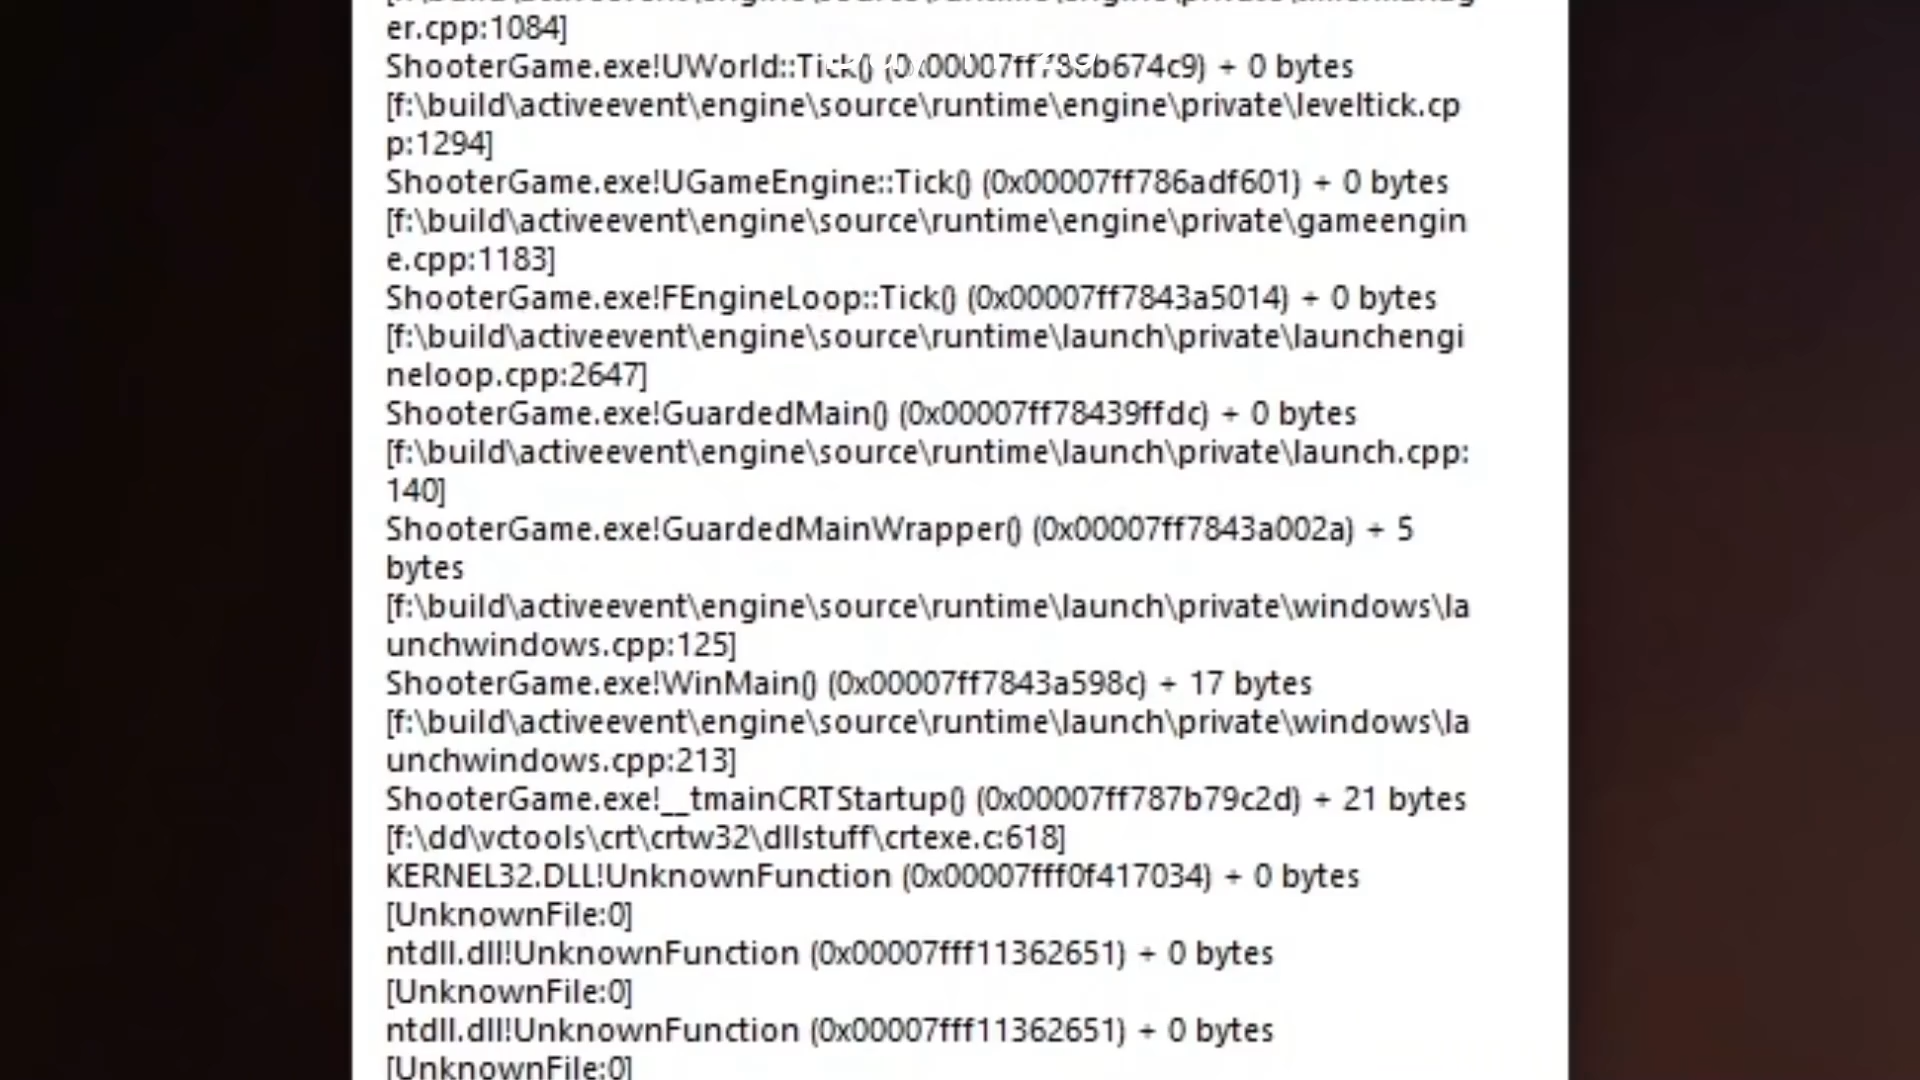 er.cpp:1084]
ShooterGame.exe!UWorld::Tick() + 0 bytes
[f:\build\activeevent\engine\source\runtime\engine\private\leveltick.cp
p:1294]
ShooterGame.exe!UGameEngine::Tick() (0x00007ff786adf601) + 0 bytes
[f:\build\activeevent\engine\source\runtime\engine\private\gameengin
e.cpp:1183]
ShooterGame.exe!FEngineLoop::Tick() (0x00007ff7843a5014) + 0 bytes
[f:\build\activeevent\engine\source\runtime\launch\private\launchengi
neloop.cpp:2647]
ShooterGame.exe!GuardedMain() (0x00007ff78439ffdc) + 0 bytes
[f:\build\activeevent\engine\source\runtime\launch\private\launch.cpp:
140]
ShooterGame.exe!GuardedMainWrapper() (0x00007ff7843a002a) + 5
bytes
[f:\build\activeevent\engine\source\runtime\launch\private\windows\la
unchwindows.cpp:125]
ShooterGame.exe!WinMain() (0x00007ff7843a598c) + 17 bytes
[f:\build\activeevent\engine\source\runtime\launch\private\windows\la
unchwindows.cpp:213]
ShooterGame.exe!__tmainCRTStartup() (0x00007ff787b79c2d) + 21 bytes
[f:\dd\vctools\crt\crtw32\dllstuff\crtexe.c:618]
KERNEL32.DLL!UnknownFunction (0x00007fff0f417034) + 0 bytes
[UnknownFile:0]
ntdll.dll!UnknownFunction (0x00007fff11362651) + 0 bytes
[UnknownFile:0]
ntdll.dll!UnknownFunction (0x00007fff11362651) + 0 bytes
[UnknownFile:0]